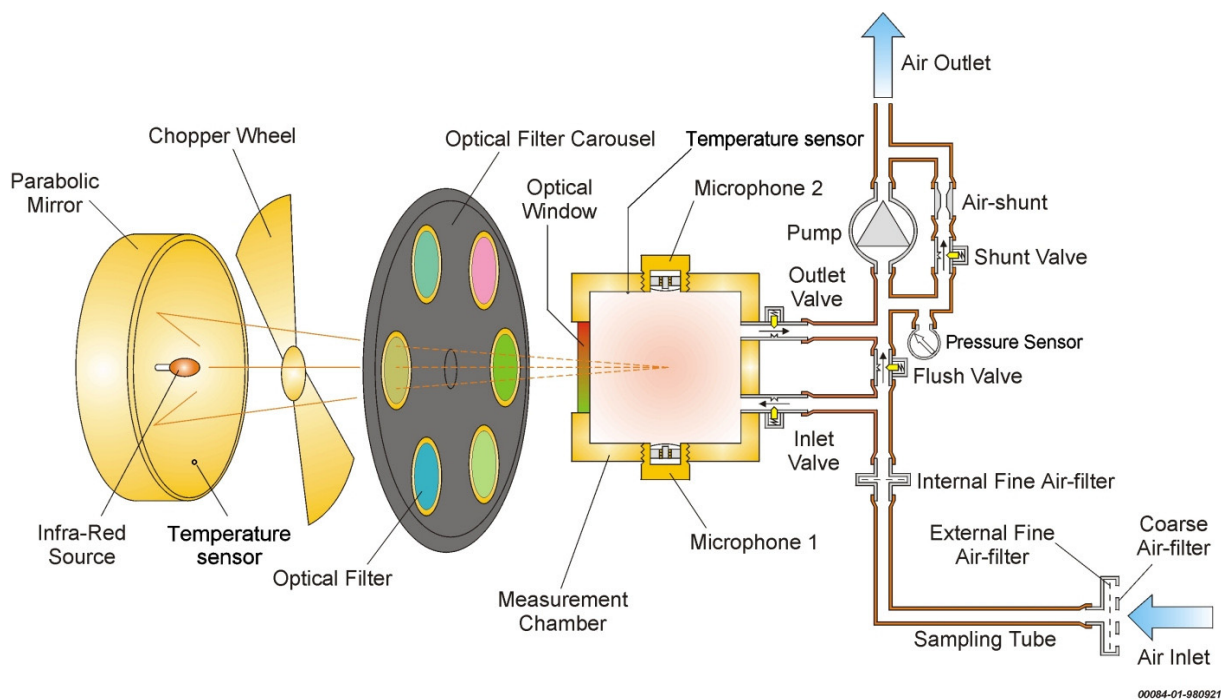 Air Outlet
Chopper Wheel
Optical Filter Carousel
Temperature sensor
Parabolic
Mirror
Optical
Window
Microphone 2
Air-shunt
Pump
Shunt Valve
Outlet
Valve
Pressure Sensor
Flush Valve
Inlet
Valve
Internal Fine Air-filter
Infra-Red
Source
Temperature
sensor
Optical Filter
Microphone 1
External Fine
Air-filter
Coarse
Air-filter
Measurement
Chamber
Sampling Tube
Air Inlet
00084-01-980921